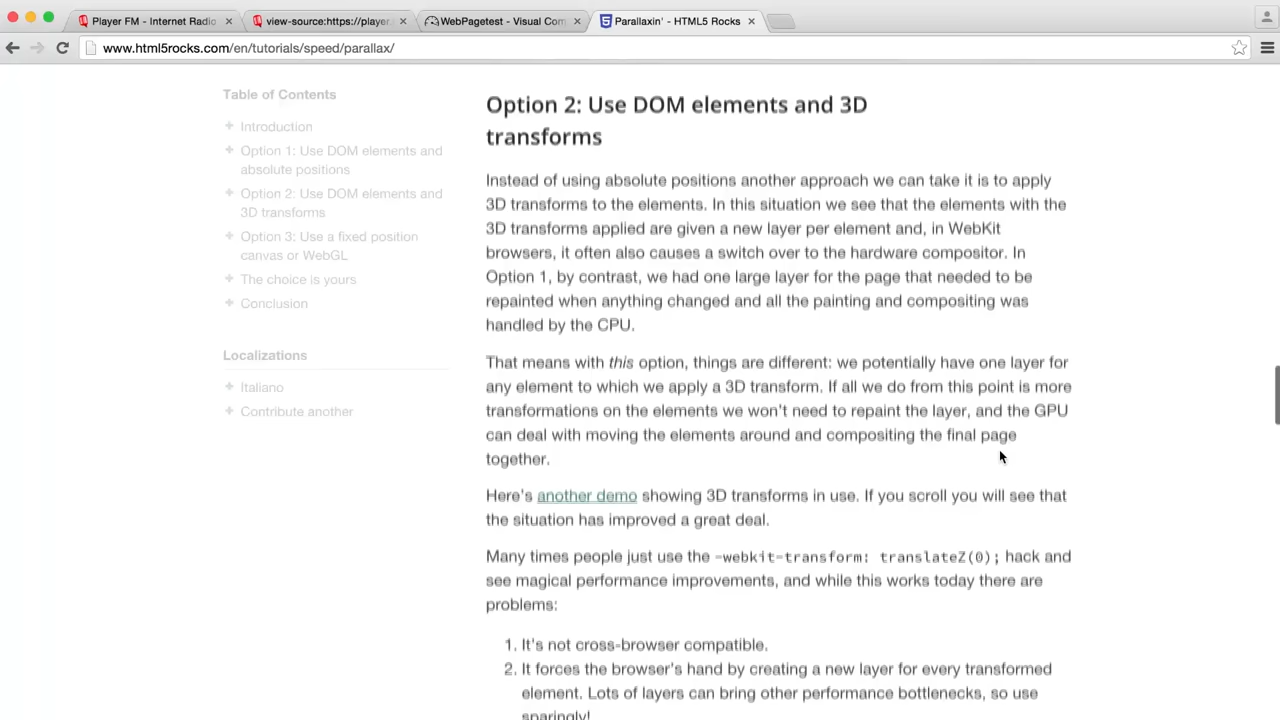 Player FM - Internet Radio
view-source:https://player
WebPagetest - Visual Com
Parallaxin' - HTML5 Rocks
www.html5rocks.com/en/tutorials/speed/parallax/
Table of Contents
Introduction
Option 1: Use DOM elements and
absolute positions
Option 2: Use DOM elements and
3D transforms
Option 3: Use a fixed position
canvas or WebGL
The choice is yours
Conclusion
Localizations
Italiano
Contribute another
Option 2: Use DOM elements and 3D
transforms
Instead of using absolute positions another approach we can take it is to apply
3D transforms to the elements. In this situation we see that the elements with the
3D transforms applied are given a new layer per element and, in WebKit
browsers, it often also causes a switch over to the hardware compositor. In
Option 1, by contrast, we had one large layer for the page that needed to be
repainted when anything changed and all the painting and compositing was
handled by the CPU.
That means with this option, things are different: we potentially have one layer for
any element to which we apply a 3D transform. If all we do from this point is more
transformations on the elements we won't need to repaint the layer, and the GPU
can deal with moving the elements around and compositing the final page
together.
Here's another demo showing 3D transforms in use. If you scroll you will see that
the situation has improved a great deal.
Many times people just use the -webkit-transform: translateZ(0); hack and
see magical performance improvements, and while this works today there are
problems:
1. It's not cross-browser compatible.
2. It forces the browser's hand by creating a new layer for every transformed
element. Lots of layers can bring other performance bottlenecks, so use
sparingly!